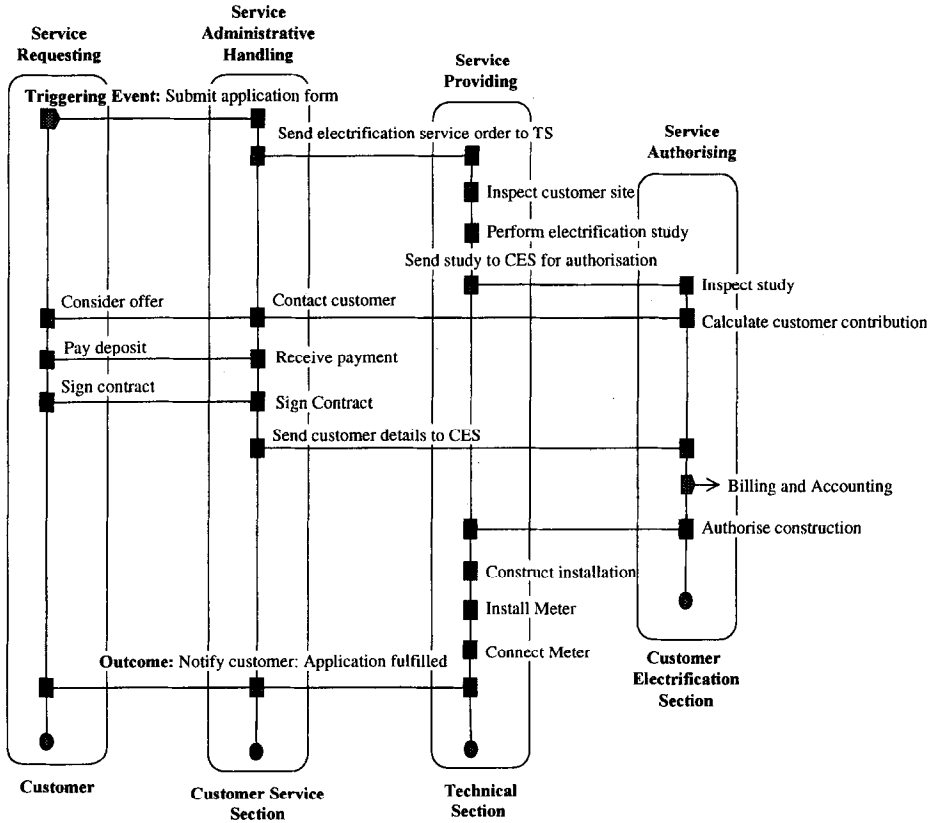 Service
Requesting
Service
Administrative
Handling
Service
Providing
Service
Authorising
Triggering Event: Submit application form
Send electrification service order to TS
Inspect customer site
Perform electrification study
Send study to CES for authorisation
Inspect study
Consider offer
Contact customer
Calculate customer contribution
Pay deposit
Receive payment
Sign contract
Sign Contract
Send customer details to CES
Billing and Accounting
Authorise construction
Construct installation
Install Meter
Connect Meter
Outcome: Notify customer: Application fulfilled
Customer
Customer Service
Section
Technical
Section
Customer
Electrification
Section